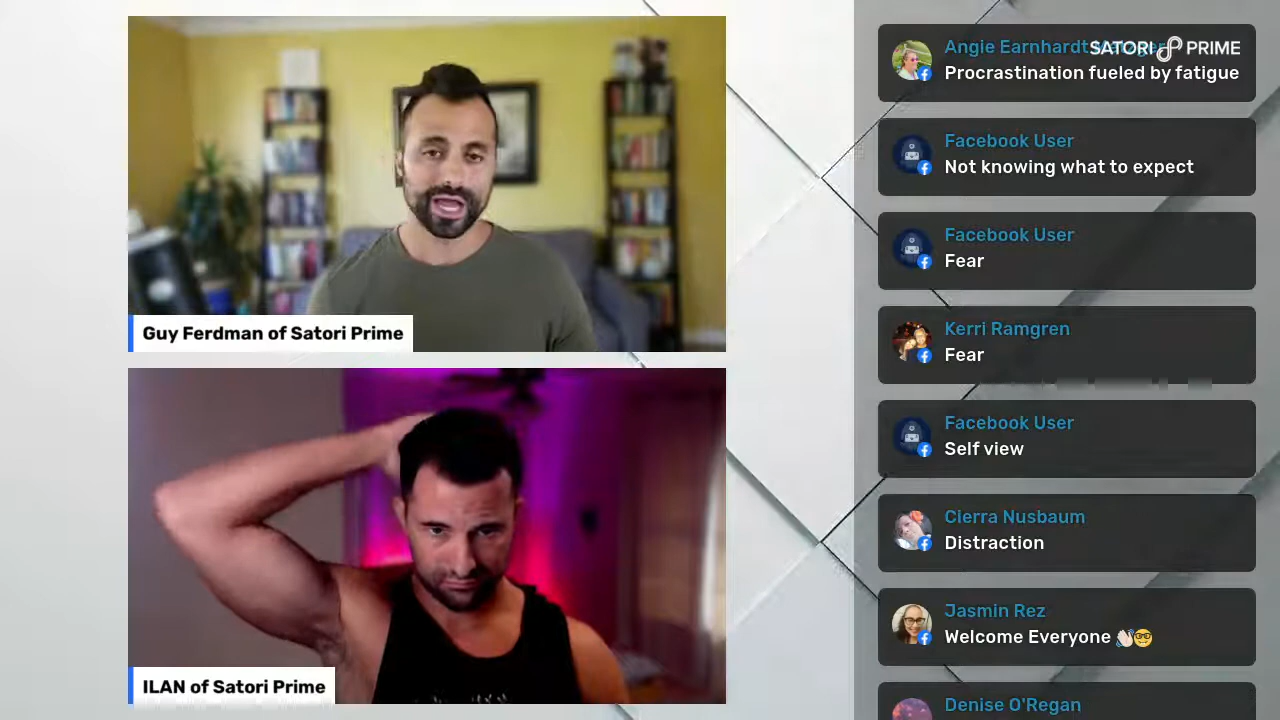 Guy Ferdman of Satori Prime
ILAN of Satori Prime
SATORI PRIME
Angie Earnhardt
Procrastination fueled by fatigue
Facebook User
Not knowing what to expect
Facebook User
Fear
Kerri Ramgren
Fear
Facebook User
Self view
Cierra Nusbaum
Distraction
Jasmin Rez
Welcome Everyone 👋🏻🤓
Denise O'Regan